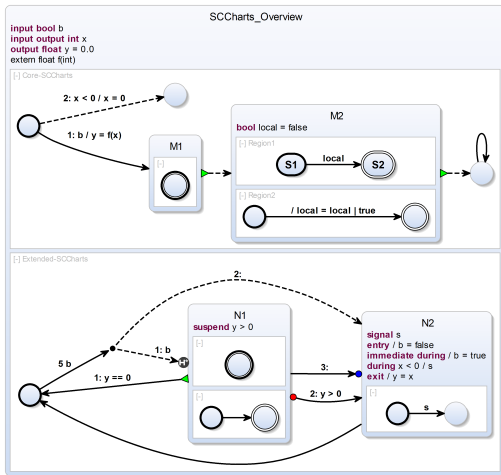 SCCharts_Overview
input bool b
input output int x
output float y = 0.0
extern float f(int)
[-] Core-SCCharts
2: x < 0 / x = 0
1: b / y = f(x)
M1
[-]
M2
bool local = false
[-] Region1
S1
local
S2
[-] Region2
/ local = local | true
[-] Extended-SCCharts
2:
5 b
1: b
H*
1: y == 0
N1
suspend y > 0
[-]
[-]
3:
2: y > 0
N2
signal s
entry / b = false
immediate during / b = true
during x < 0 / s
exit / y = x
[-]
s